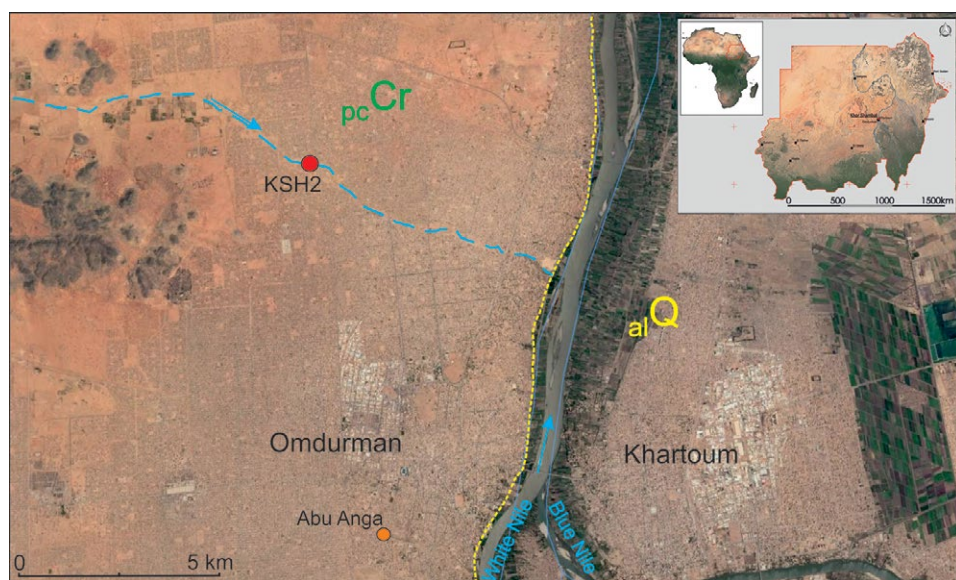 pcCr
KSH2
alQ
Omdurman
Khartoum
Abu Anga
White Nile
Blue Nile
0 5 km
0 500 1000 1500km